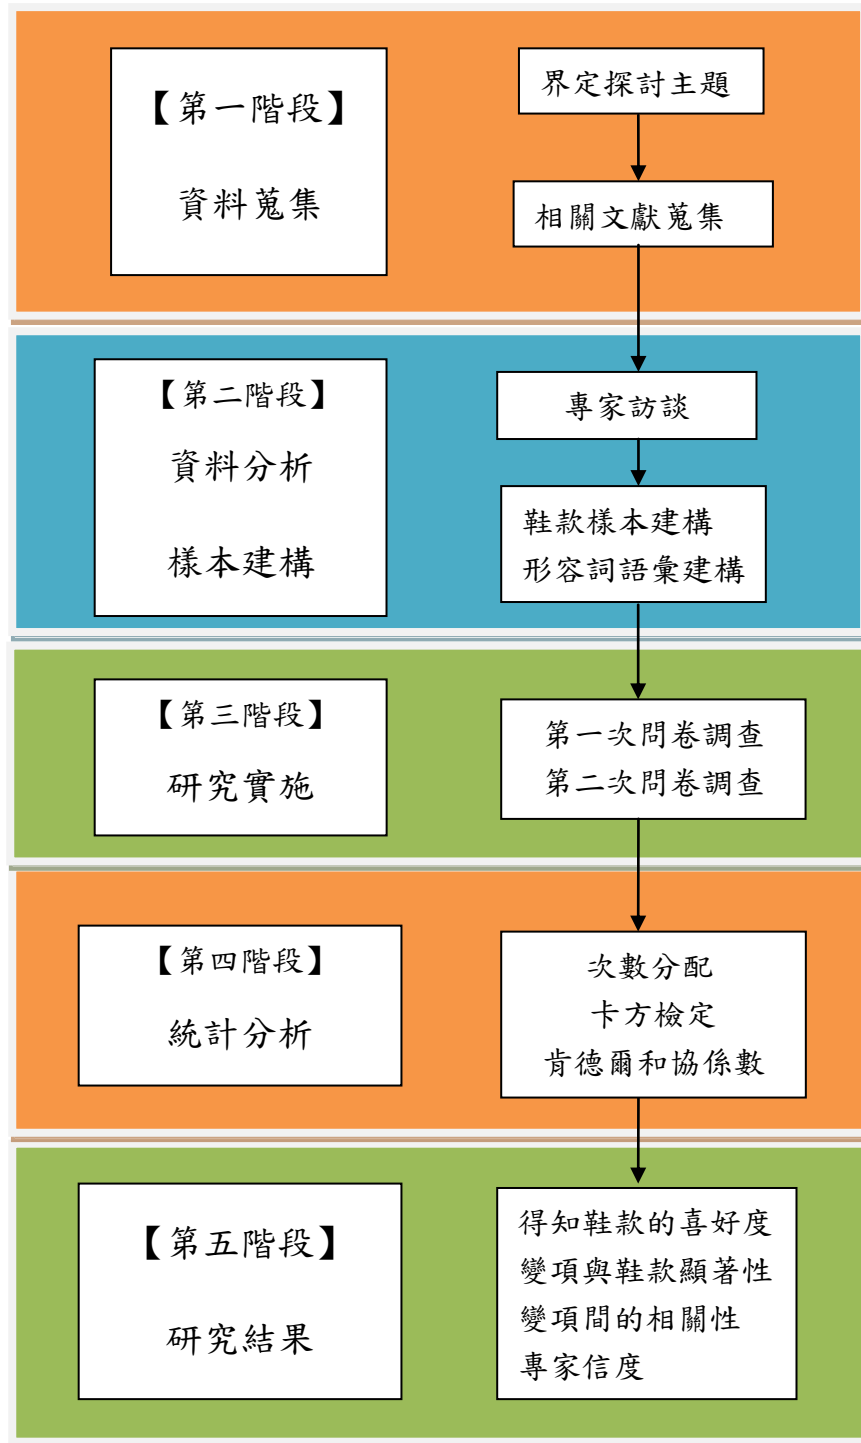 【第一階段】
資料蒐集
界定探討主題
相關文獻蒐集
【第二階段】
資料分析
樣本建構
專家訪談
鞋款樣本建構
形容詞語彙建構
【第三階段】
研究實施
第一次問卷調查
第二次問卷調查
【第四階段】
統計分析
次數分配
卡方檢定
肯德爾和協係數
【第五階段】
研究結果
得知鞋款的喜好度
變項與鞋款顯著性
變項間的相關性
專家信度